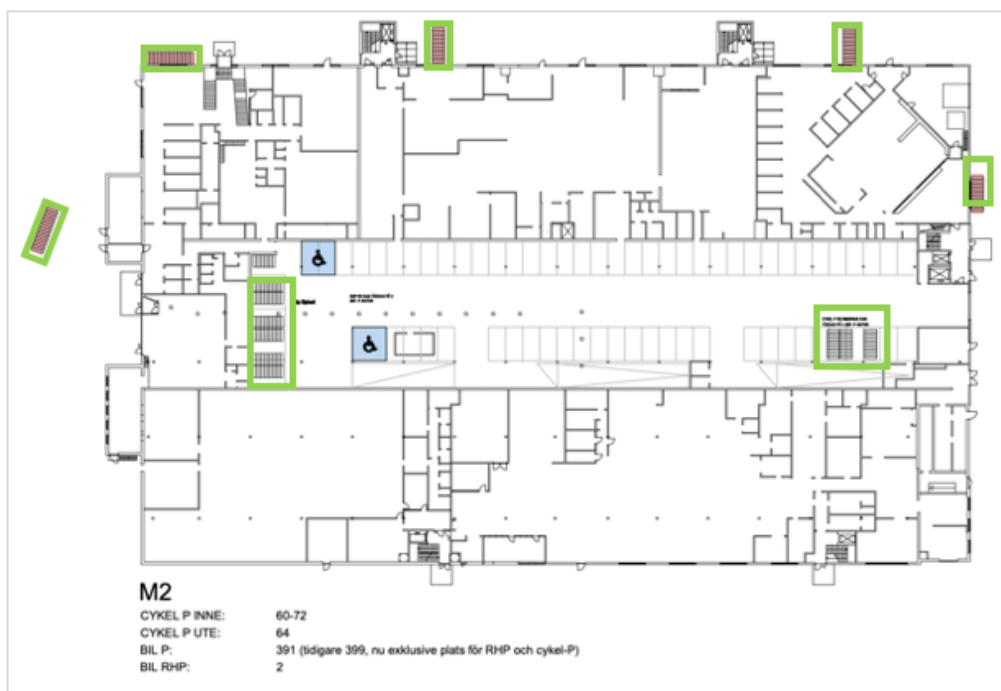 M2
CYKEL P INNE: 60-72
CYKEL P UTE: 64
BIL P: 391 (tidigare 399, nu exklusive plats för RHP och cykel-P)
BIL RHP: 2